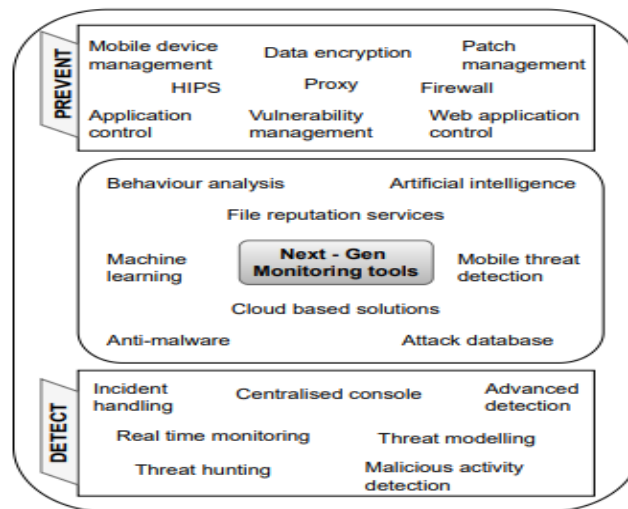 PREVENT
Mobile device management
Data encryption
Patch management
HIPS
Proxy
Firewall
Application control
Vulnerability management
Web application control
Behaviour analysis
Artificial intelligence
File reputation services
Machine learning
Next - Gen Monitoring tools
Mobile threat detection
Cloud based solutions
Anti-malware
Attack database
DETECT
Incident handling
Centralised console
Advanced detection
Real time monitoring
Threat modelling
Threat hunting
Malicious activity detection